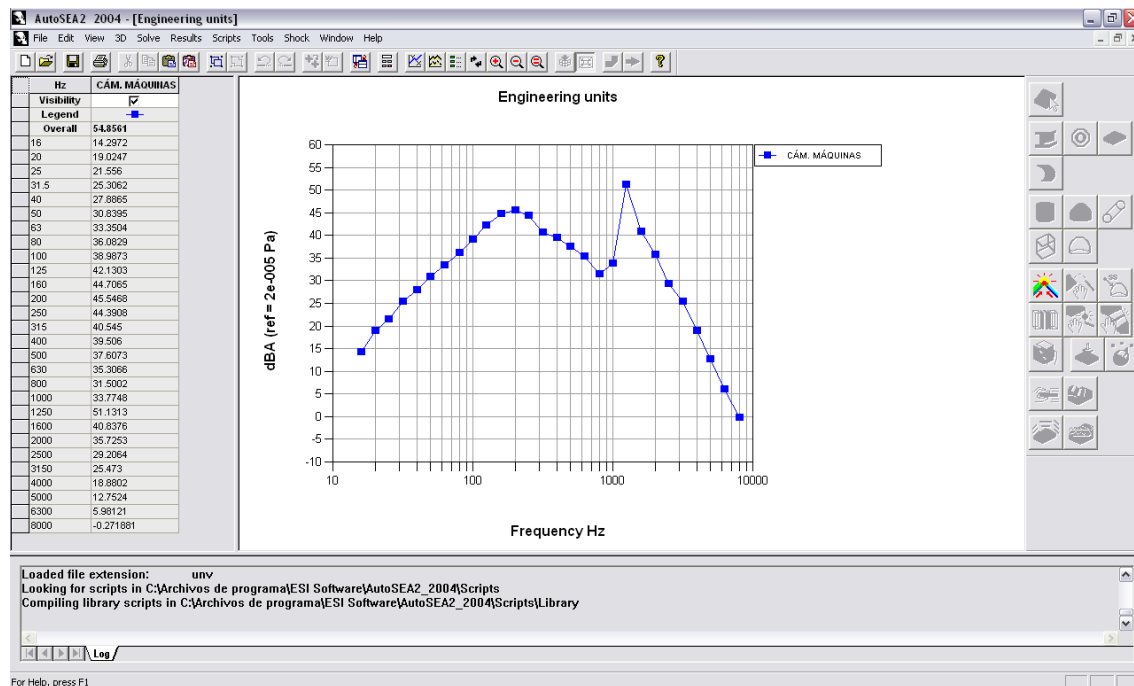 AutoSEA2 2004 - [Engineering units]
File Edit View 3D Solve Results Scripts Tools Shock Window Help
Hz CÁM. MÁQUINAS
Visibility
Legend
Overall 54.8561
16 14.2972
20 19.0247
25 21.556
31.5 25.3062
40 27.8865
50 30.8395
63 33.3504
80 36.0829
100 38.9873
125 42.1303
160 44.7065
200 45.5468
250 44.3908
315 40.545
400 39.506
500 37.6073
630 35.3066
800 31.5002
1000 33.7748
1250 51.1313
1600 40.8376
2000 35.7253
2500 29.2064
3150 25.473
4000 18.8802
5000 12.7524
6300 5.98121
8000 -0.271881
Engineering units
CÁM. MÁQUINAS
dBA (ref = 2e-005 Pa)
60
55
50
45
40
35
30
25
20
15
10
5
0
-5
-10
10 100 1000 10000
Frequency Hz
SS
Loaded file extension: unv
Looking for scripts in C:\Archivos de programa\ESI Software\AutoSEA2_2004\Scripts
Compiling library scripts in C:\Archivos de programa\ESI Software\AutoSEA2_2004\Scripts\Library
Log
For Help, press F1